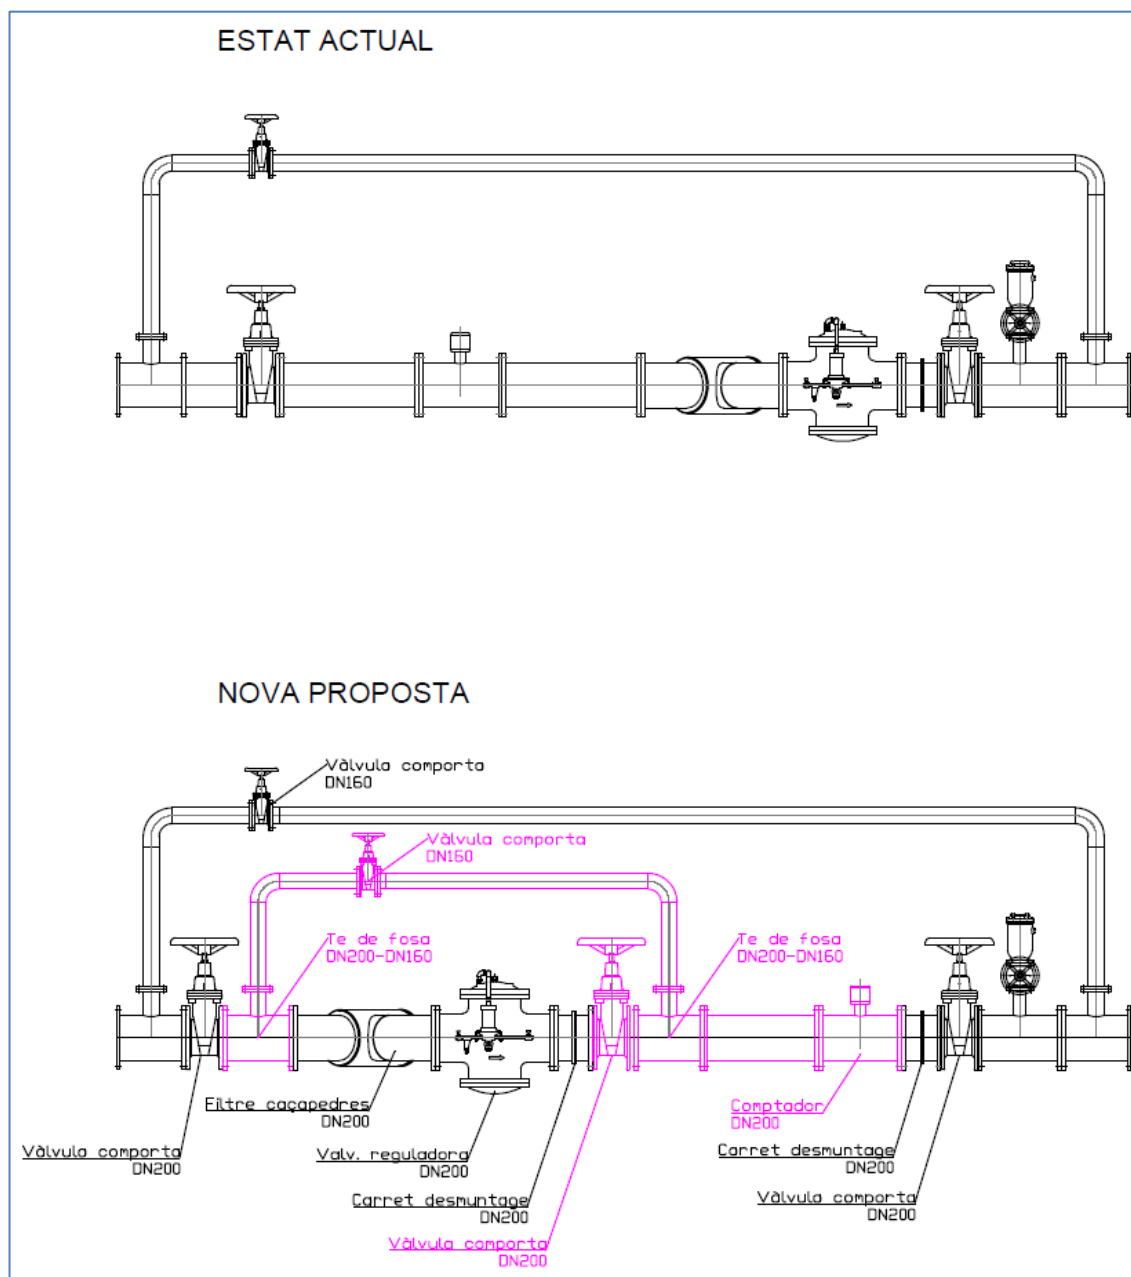 ESTAT ACTUAL
NOVA PROPOSTA
Vàlvula comporta
DN160
Vàlvula comporta
DN160
Te de fosa
DN200-DN160
Te de fosa
DN200-DN160
Filtre caçapedres
DN200
Comptador
DN200
Vàlvula comporta
DN200
Valv. reguladora
DN200
Carret desmuntage
DN200
Carret desmuntage
DN200
Vàlvula comporta
DN200
Vàlvula comporta
DN200